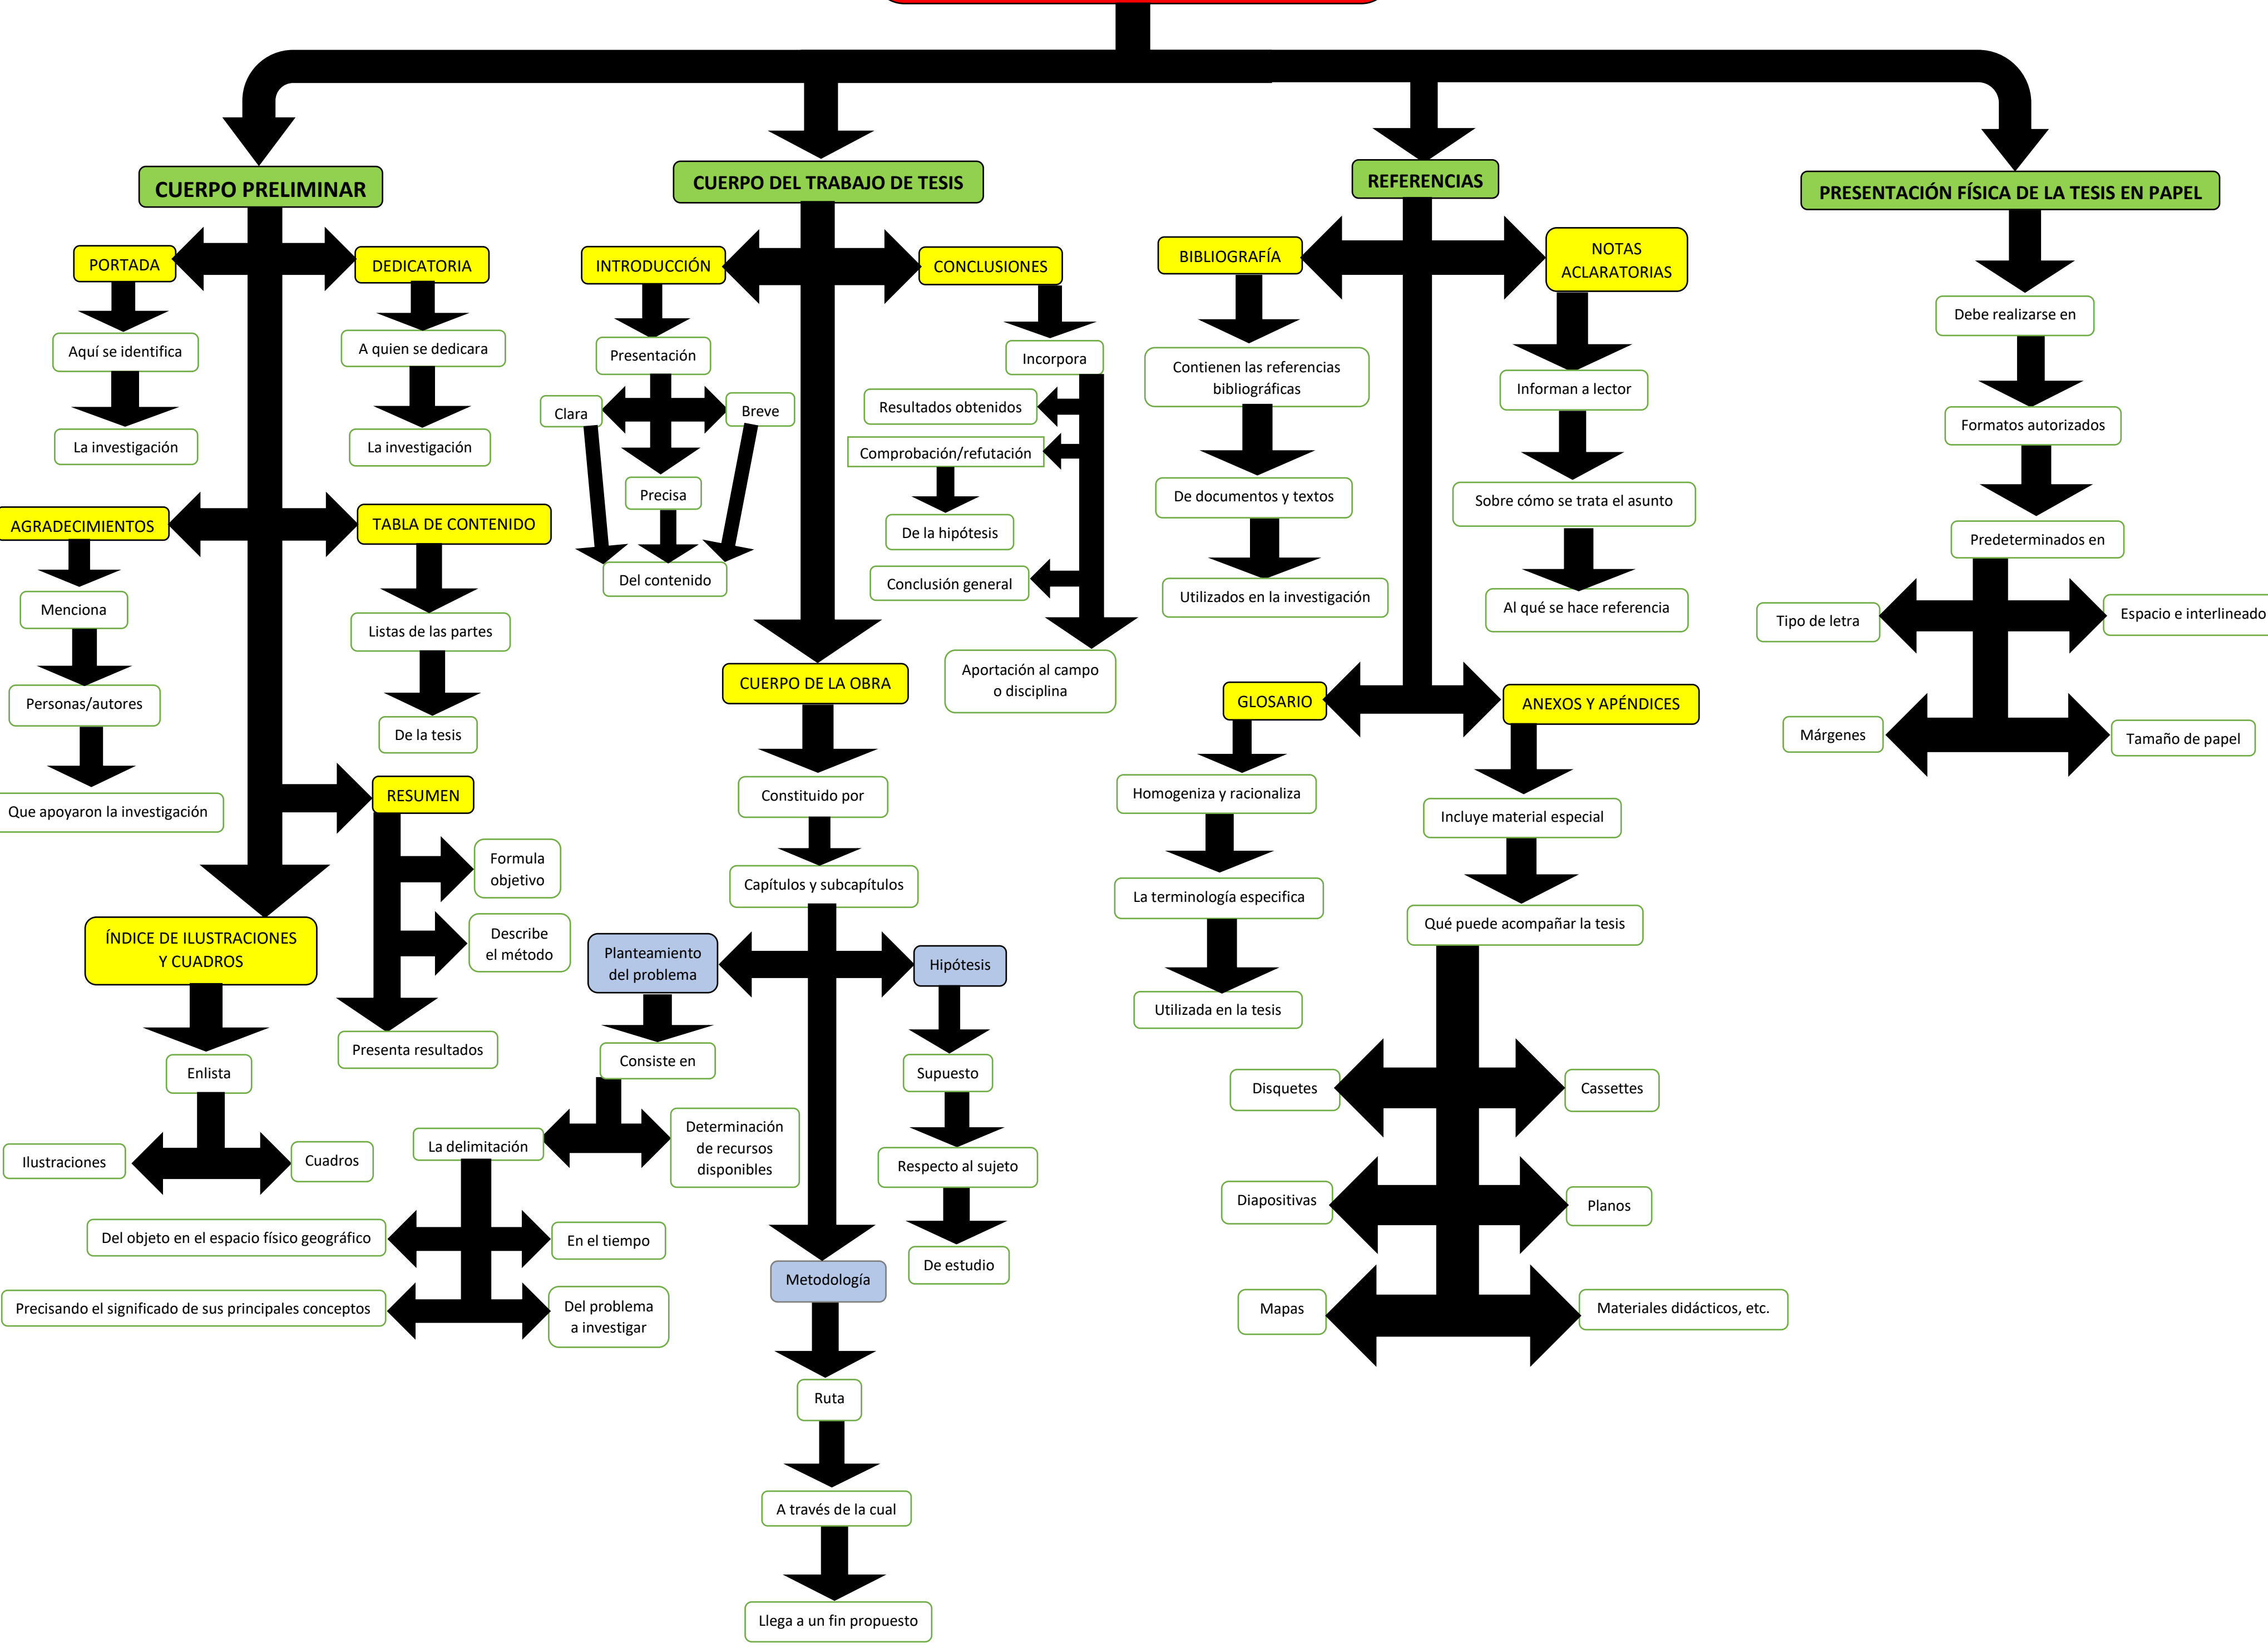 CUERPO PRELIMINAR
PORTADA
Aquí se identifica
La investigación
DEDICATORIA
A quien se dedicara
La investigación
AGRADECIMIENTOS
Menciona
Personas/autores
Que apoyaron la investigación
TABLA DE CONTENIDO
Listas de las partes
De la tesis
RESUMEN
Formula
objetivo
Describe
el método
Presenta resultados
ÍNDICE DE ILUSTRACIONES
Y CUADROS
Enlista
Ilustraciones
Cuadros
CUERPO DEL TRABAJO DE TESIS
INTRODUCCIÓN
Presentación
Clara
Breve
Precisa
Del contenido
CONCLUSIONES
Incorpora
Resultados obtenidos
Comprobación/refutación
De la hipótesis
Conclusión general
Aportación al campo
o disciplina
CUERPO DE LA OBRA
Constituido por
Capítulos y subcapítulos
Planteamiento
del problema
Consiste en
La delimitación
Determinación
de recursos
disponibles
Del objeto en el espacio físico geográfico
En el tiempo
Precisando el significado de sus principales conceptos
Del problema
a investigar
Hipótesis
Supuesto
Respecto al sujeto
De estudio
Metodología
Ruta
A través de la cual
Llega a un fin propuesto
REFERENCIAS
BIBLIOGRAFÍA
Contienen las referencias
bibliográficas
De documentos y textos
Utilizados en la investigación
NOTAS
ACLARATORIAS
Informan a lector
Sobre cómo se trata el asunto
Al qué se hace referencia
GLOSARIO
Homogeniza y racionaliza
La terminología especifica
Utilizada en la tesis
ANEXOS Y APÉNDICES
Incluye material especial
Qué puede acompañar la tesis
Disquetes
Cassettes
Diapositivas
Planos
Mapas
Materiales didácticos, etc.
PRESENTACIÓN FÍSICA DE LA TESIS EN PAPEL
Debe realizarse en
Formatos autorizados
Predeterminados en
Tipo de letra
Espacio e interlineado
Márgenes
Tamaño de papel